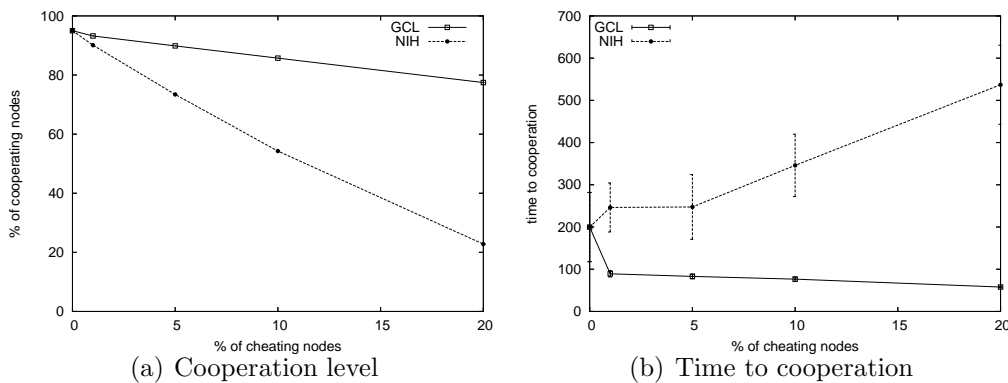 100
80
60
40
20
0
0 5 10 15 20
% of cooperating nodes
% of cheating nodes
GCL
NIH
(a) Cooperation level
700
600
500
400
300
200
100
0
0 5 10 15 20
time to cooperation
% of cheating nodes
GCL
NIH
(b) Time to cooperation